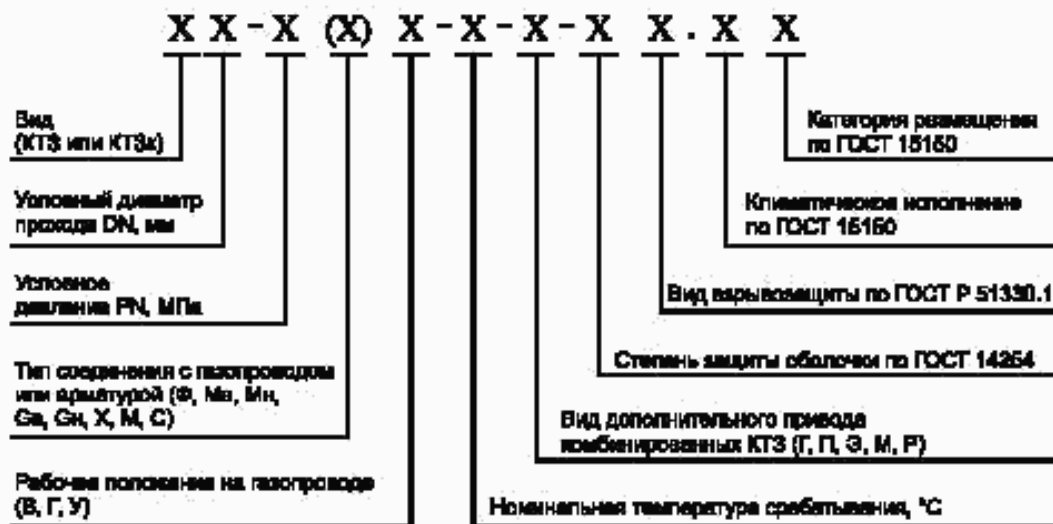 X X - X (X) X - X - X - X X . X X
Вид
(КТЗ или КТЗк)
Условный диаметр
прохода DN, мм
Условное
давление PN, МПа
Тип соединения с газопроводом
или арматурой (Ф, Мв, Мн,
Gв, Gн, Х, М, С)
Рабочее положение на газопроводе
(В, Г, У)
Категория размещения
по ГОСТ 15150
Климатическое исполнение
по ГОСТ 15150
Вид взрывозащиты по ГОСТ Р 51330.1
Степень защиты оболочки по ГОСТ 14254
Вид дополнительного привода
комбинированных КТЗ (Г, П, Э, М, Р)
Номинальная температура срабатывания, °С